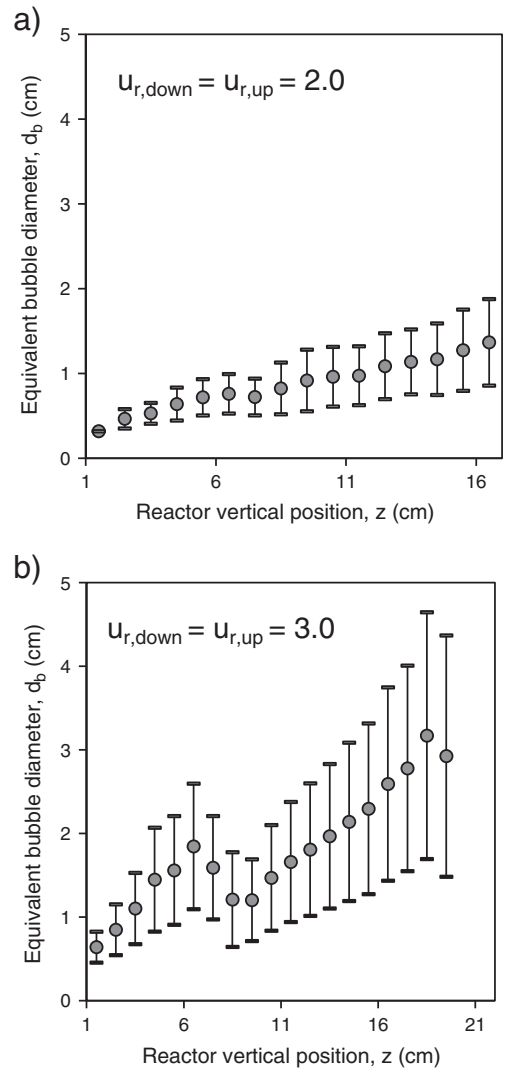 a)
5
4
3
2
1
0
Equivalent bubble diameter, d_b (cm)
u_r,down = u_r,up = 2.0
1 6 11 16
Reactor vertical position, z (cm)
b)
5
4
3
2
1
0
Equivalent bubble diameter, d_b (cm)
u_r,down = u_r,up = 3.0
1 6 11 16 21
Reactor vertical position, z (cm)